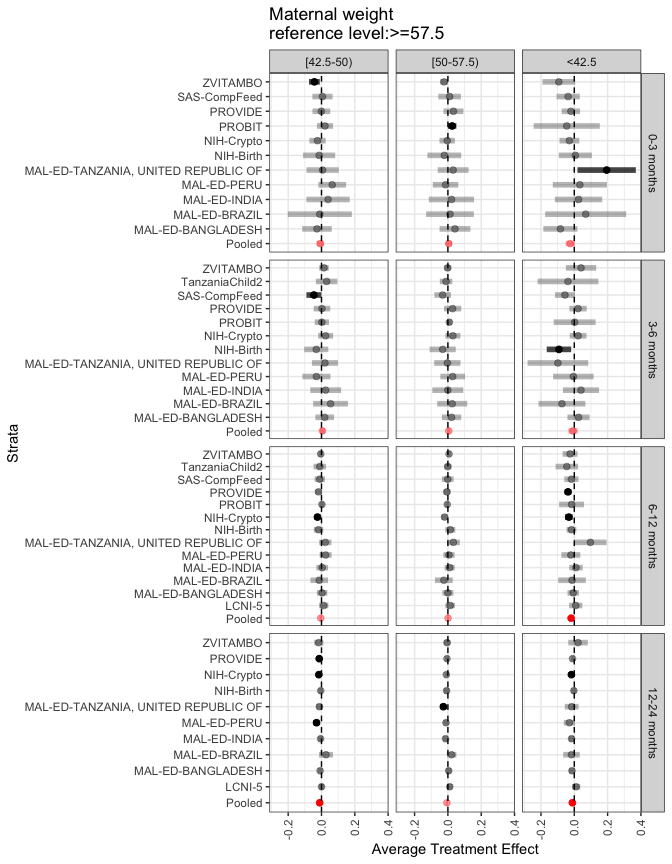 Maternal weight
reference level:>=57.5
[42.5-50)
[50-57.5)
<42.5
ZVITAMBO
SAS-CompFeed
PROVIDE
PROBIT
NIH-Crypto
NIH-Birth
MAL-ED-TANZANIA, UNITED REPUBLIC OF
MAL-ED-PERU
MAL-ED-INDIA
MAL-ED-BRAZIL
MAL-ED-BANGLADESH
Pooled
0-3 months
ZVITAMBO
TanzaniaChild2
SAS-CompFeed
PROVIDE
PROBIT
NIH-Crypto
NIH-Birth
MAL-ED-TANZANIA, UNITED REPUBLIC OF
MAL-ED-PERU
MAL-ED-INDIA
MAL-ED-BRAZIL
MAL-ED-BANGLADESH
Pooled
3-6 months
ZVITAMBO
TanzaniaChild2
SAS-CompFeed
PROVIDE
PROBIT
NIH-Crypto
NIH-Birth
MAL-ED-TANZANIA, UNITED REPUBLIC OF
MAL-ED-PERU
MAL-ED-INDIA
MAL-ED-BRAZIL
MAL-ED-BANGLADESH
LCNI-5
Pooled
6-12 months
ZVITAMBO
PROVIDE
NIH-Crypto
NIH-Birth
MAL-ED-TANZANIA, UNITED REPUBLIC OF
MAL-ED-PERU
MAL-ED-INDIA
MAL-ED-BRAZIL
MAL-ED-BANGLADESH
LCNI-5
Pooled
12-24 months
Strata
-0.2 0.0 0.2 0.4
-0.2 0.0 0.2 0.4
-0.2 0.0 0.2 0.4
Average Treatment Effect